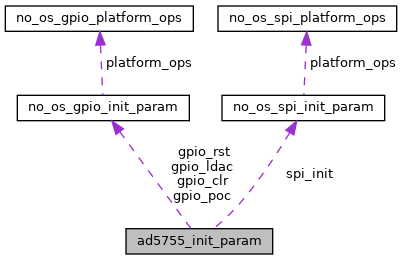 no_os_gpio_platform_ops
no_os_spi_platform_ops
platform_ops
platform_ops
no_os_gpio_init_param
no_os_spi_init_param
gpio_rst
gpio_ldac
gpio_clr
gpio_poc
spi_init
ad5755_init_param